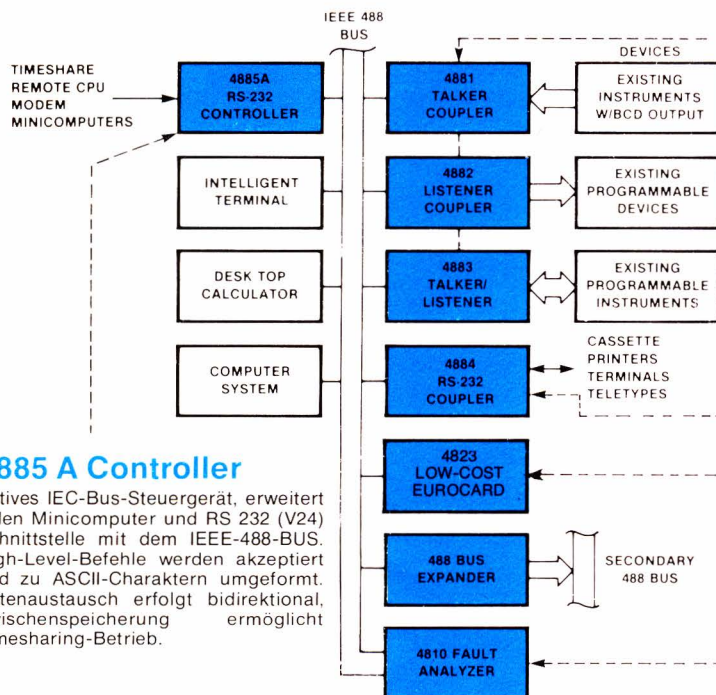 IEEE 488
BUS
TIMESHARE
REMOTE CPU
MODEM
MINICOMPUTERS
4885A
RS-232
CONTROLLER
INTELLIGENT
TERMINAL
DESK TOP
CALCULATOR
COMPUTER
SYSTEM
4881
TALKER
COUPLER
4882
LISTENER
COUPLER
4883
TALKER/
LISTENER
4884
RS-232
COUPLER
4823
LOW-COST
EUROCARD
488 BUS
EXPANDER
4810 FAULT
ANALYZER
DEVICES
EXISTING
INSTRUMENTS
W/BCD OUTPUT
EXISTING
PROGRAMMABLE
DEVICES
EXISTING
PROGRAMMABLE
INSTRUMENTS
CASSETTE
PRINTERS
TERMINALS
TELETYPES
SECONDARY
488 BUS
885 A Controller
tives IEC-Bus-Steuergerät, erweitert
len Minicomputer und RS 232 (V24)
hnittstelle mit dem IEEE-488-BUS.
gh-Level-Befehle werden akzeptiert
d zu ASCII-Charaktern umgeformt.
tenaustausch erfolgt bidirektional,
vischenspeicherung ermöglicht
mesharing-Betrieb.